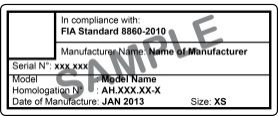 In compliance with:
FIA Standard 8860-2010
Manufacturer Name: Name of Manufacturer
Serial N°: xxx xxx
Model : Model Name
Homologation N° : AH.XXX.XX-X
Date of Manufacture: JAN 2013 Size: XS
SAMPLE